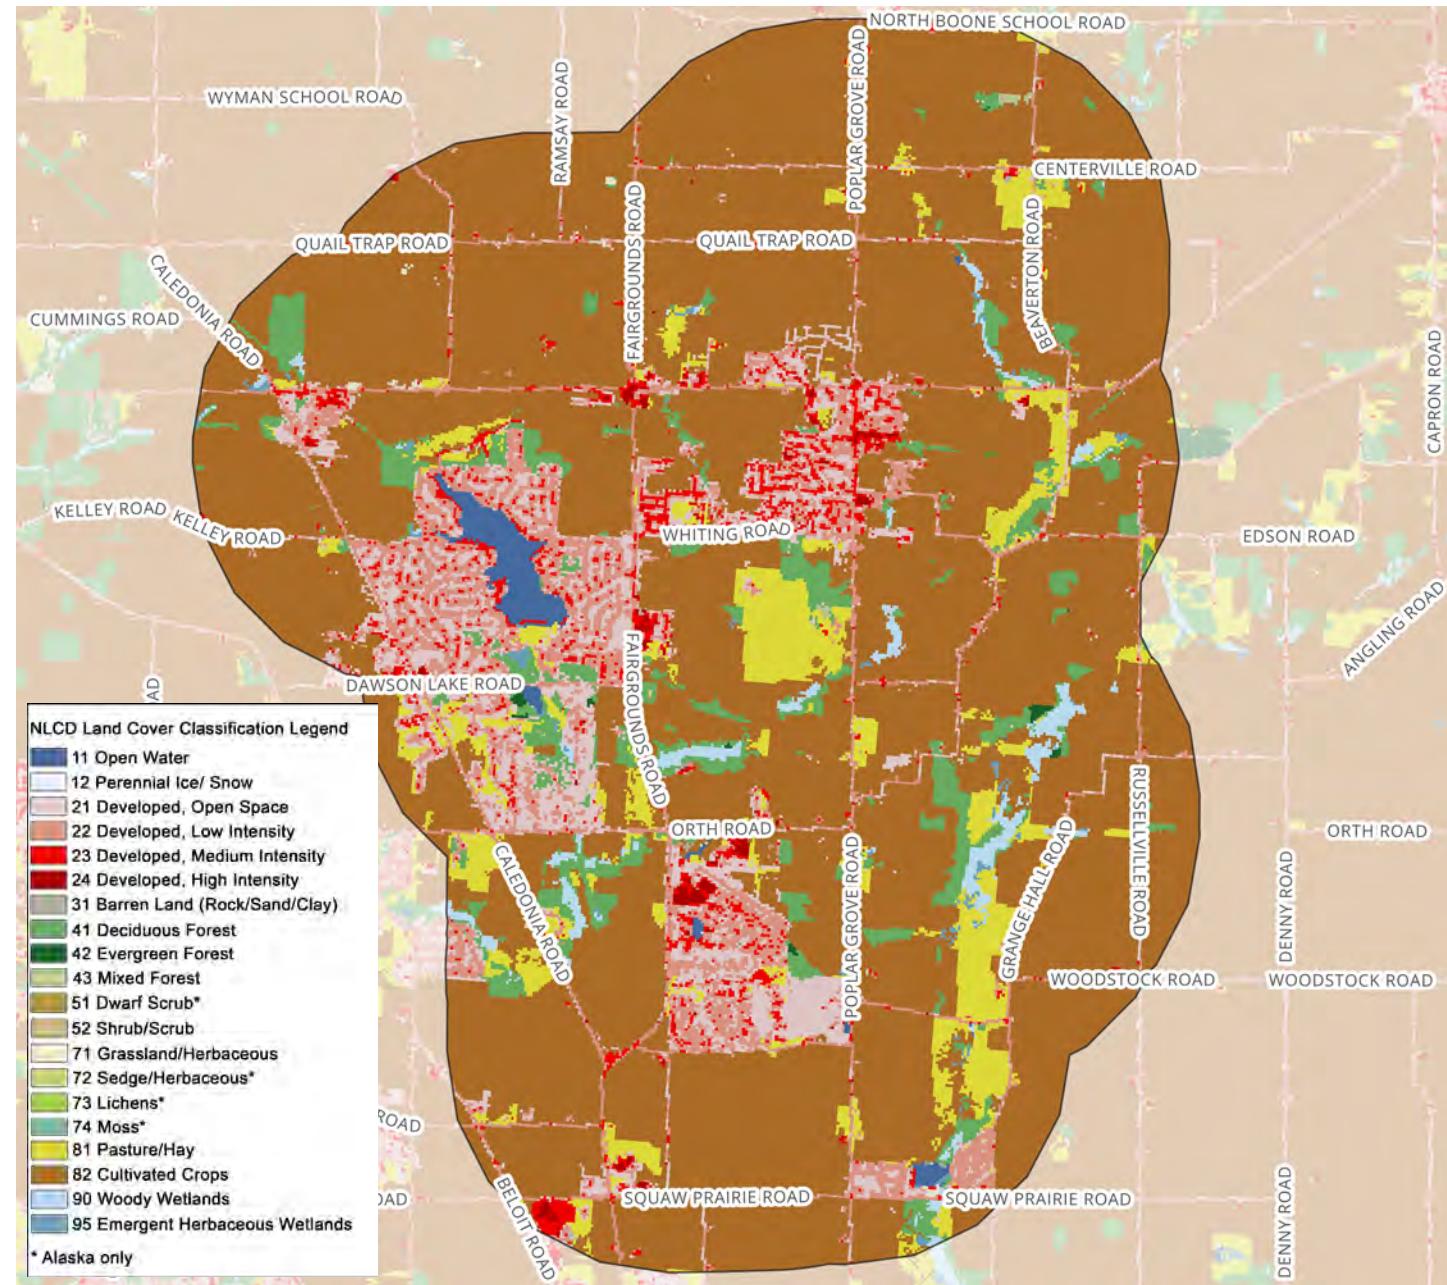 NORTH BOONE SCHOOL ROAD
WYMAN SCHOOL ROAD
RAMSAY ROAD
POPLAR GROVE ROAD
CENTERVILLE ROAD
FAIRGROUNDS ROAD
QUAIL TRAP ROAD
QUAIL TRAP ROAD
BEAVERTON ROAD
CALEDONIA ROAD
CUMMINGS ROAD
CAPRON ROAD
KELLEY ROAD
KELLEY ROAD
WHITING ROAD
EDSON ROAD
ANGLING ROAD
FAIRGROUNDS ROAD
DAWSON LAKE ROAD
AD
NLCD Land Cover Classification Legend
11 Open Water
12 Perennial Ice/ Snow
21 Developed, Open Space
22 Developed, Low Intensity
23 Developed, Medium Intensity
24 Developed, High Intensity
31 Barren Land (Rock/Sand/Clay)
41 Deciduous Forest
42 Evergreen Forest
43 Mixed Forest
51 Dwarf Scrub*
52 Shrub/Scrub
71 Grassland/Herbaceous
72 Sedge/Herbaceous*
73 Lichens*
74 Moss*
81 Pasture/Hay
82 Cultivated Crops
90 Woody Wetlands
95 Emergent Herbaceous Wetlands
* Alaska only
RUSSELLVILLE ROAD
ORTH ROAD
ORTH ROAD
CALEDONIA ROAD
POPLAR GROVE ROAD
GRANGE HALL ROAD
DENNY ROAD
WOODSTOCK ROAD
WOODSTOCK ROAD
ROAD
OAD
BELOIT ROAD
SQUAW PRAIRIE ROAD
SQUAW PRAIRIE ROAD
DENNY ROAD